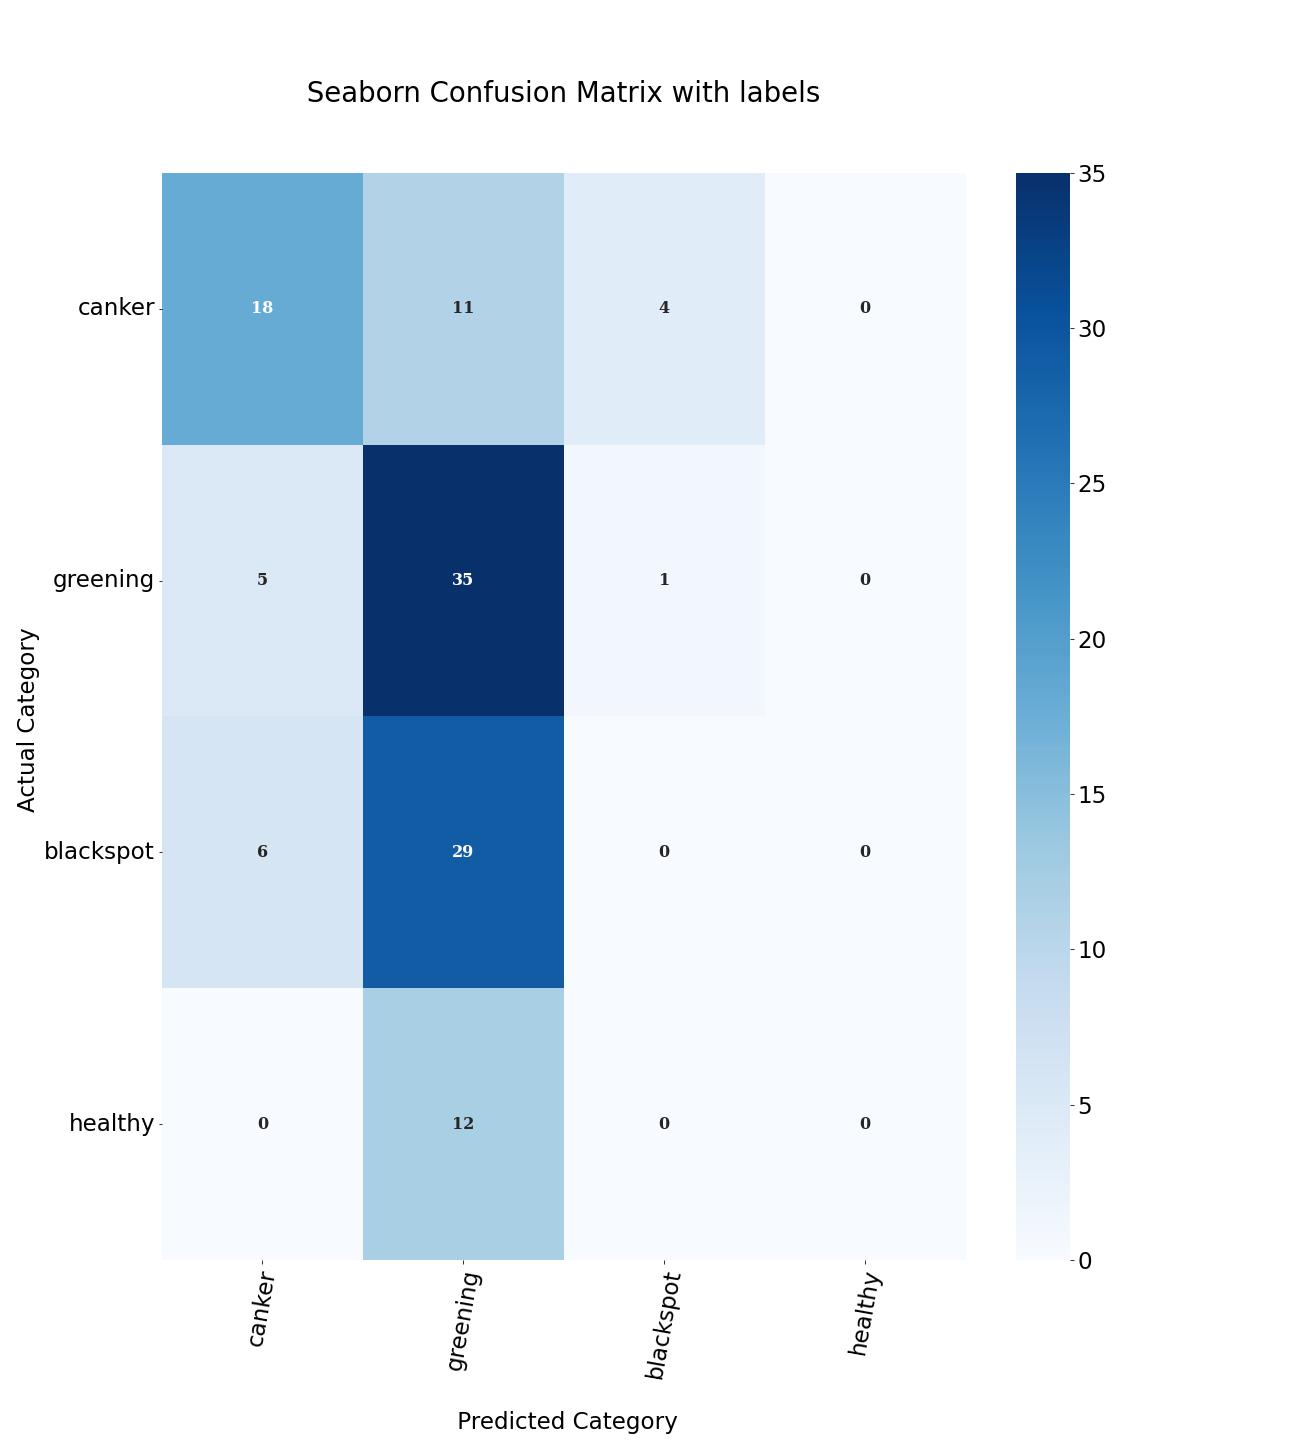 Seaborn Confusion Matrix with labels
35
canker 18 11 4 0
30
25
greening 5 35 1 0
20
Actual Category
15
blackspot 6 29 0 0
10
5
healthy 0 12 0 0
0
canker greening blackspot healthy
Predicted Category